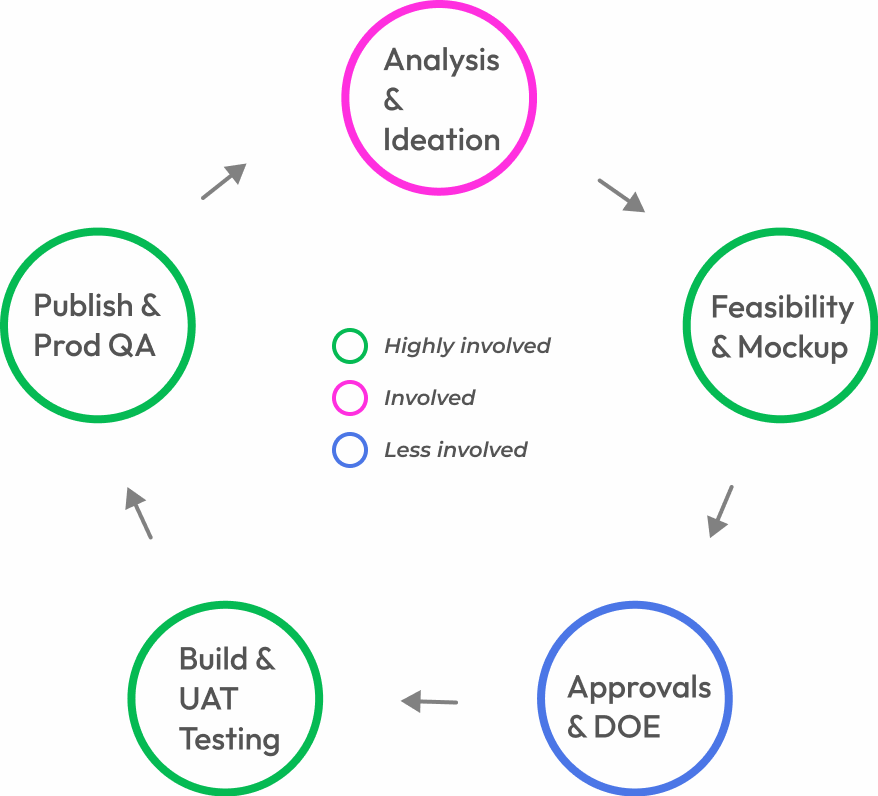 Analysis
&
Ideation
Feasibility
& Mockup
Approvals
& DOE
Build &
UAT
Testing
Publish &
Prod QA
Highly involved
Involved
Less involved